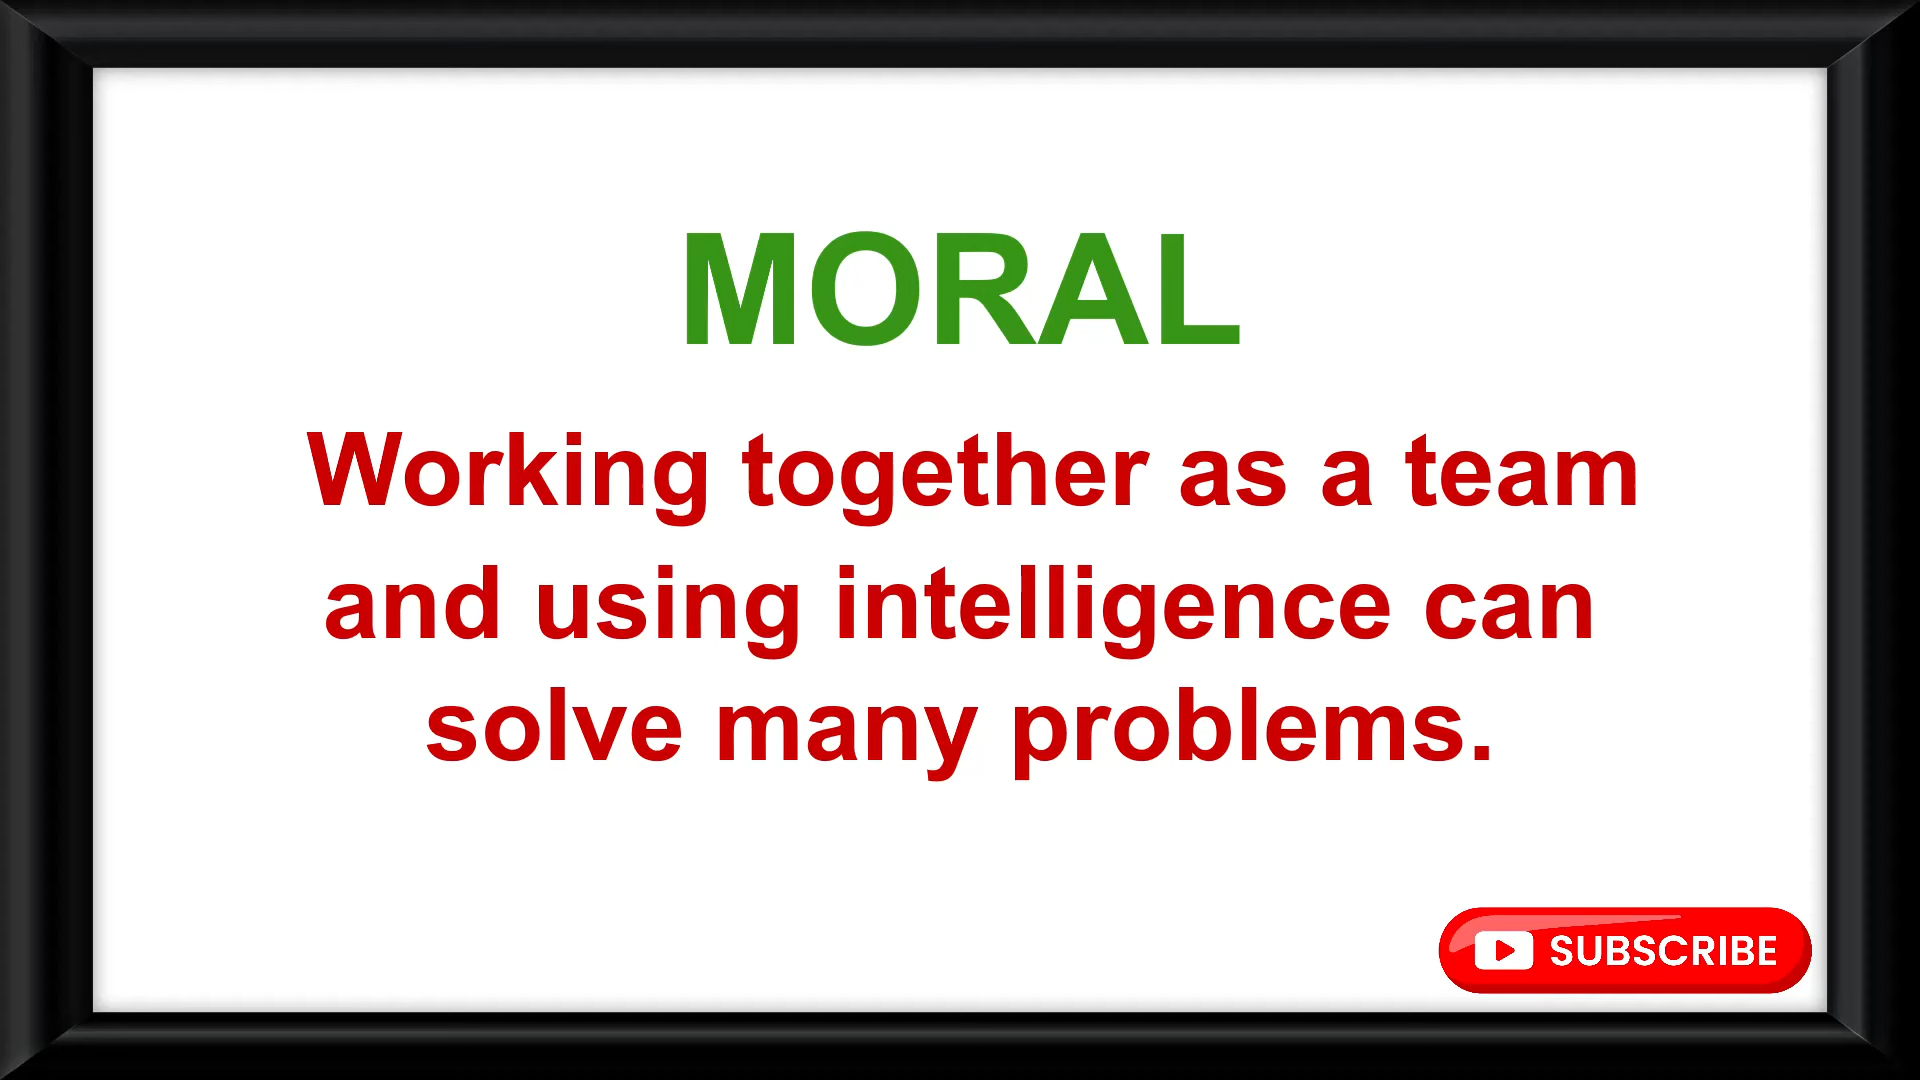 MORAL
Working together as a team
and using intelligence can
solve many problems.
SUBSCRIBE